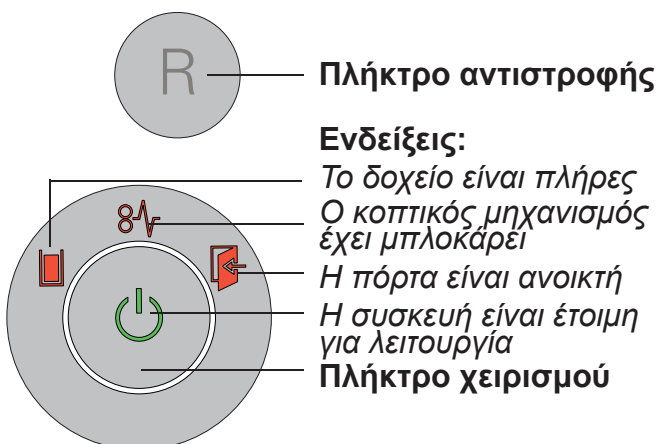 R
Πλήκτρο αντιστροφής
Ενδείξεις:
Το δοχείο είναι πλήρες
Ο κοπτικός μηχανισμός
έχει μπλοκάρει
Η πόρτα είναι ανοικτή
Η συσκευή είναι έτοιμη
για λειτουργία
Πλήκτρο χειρισμού